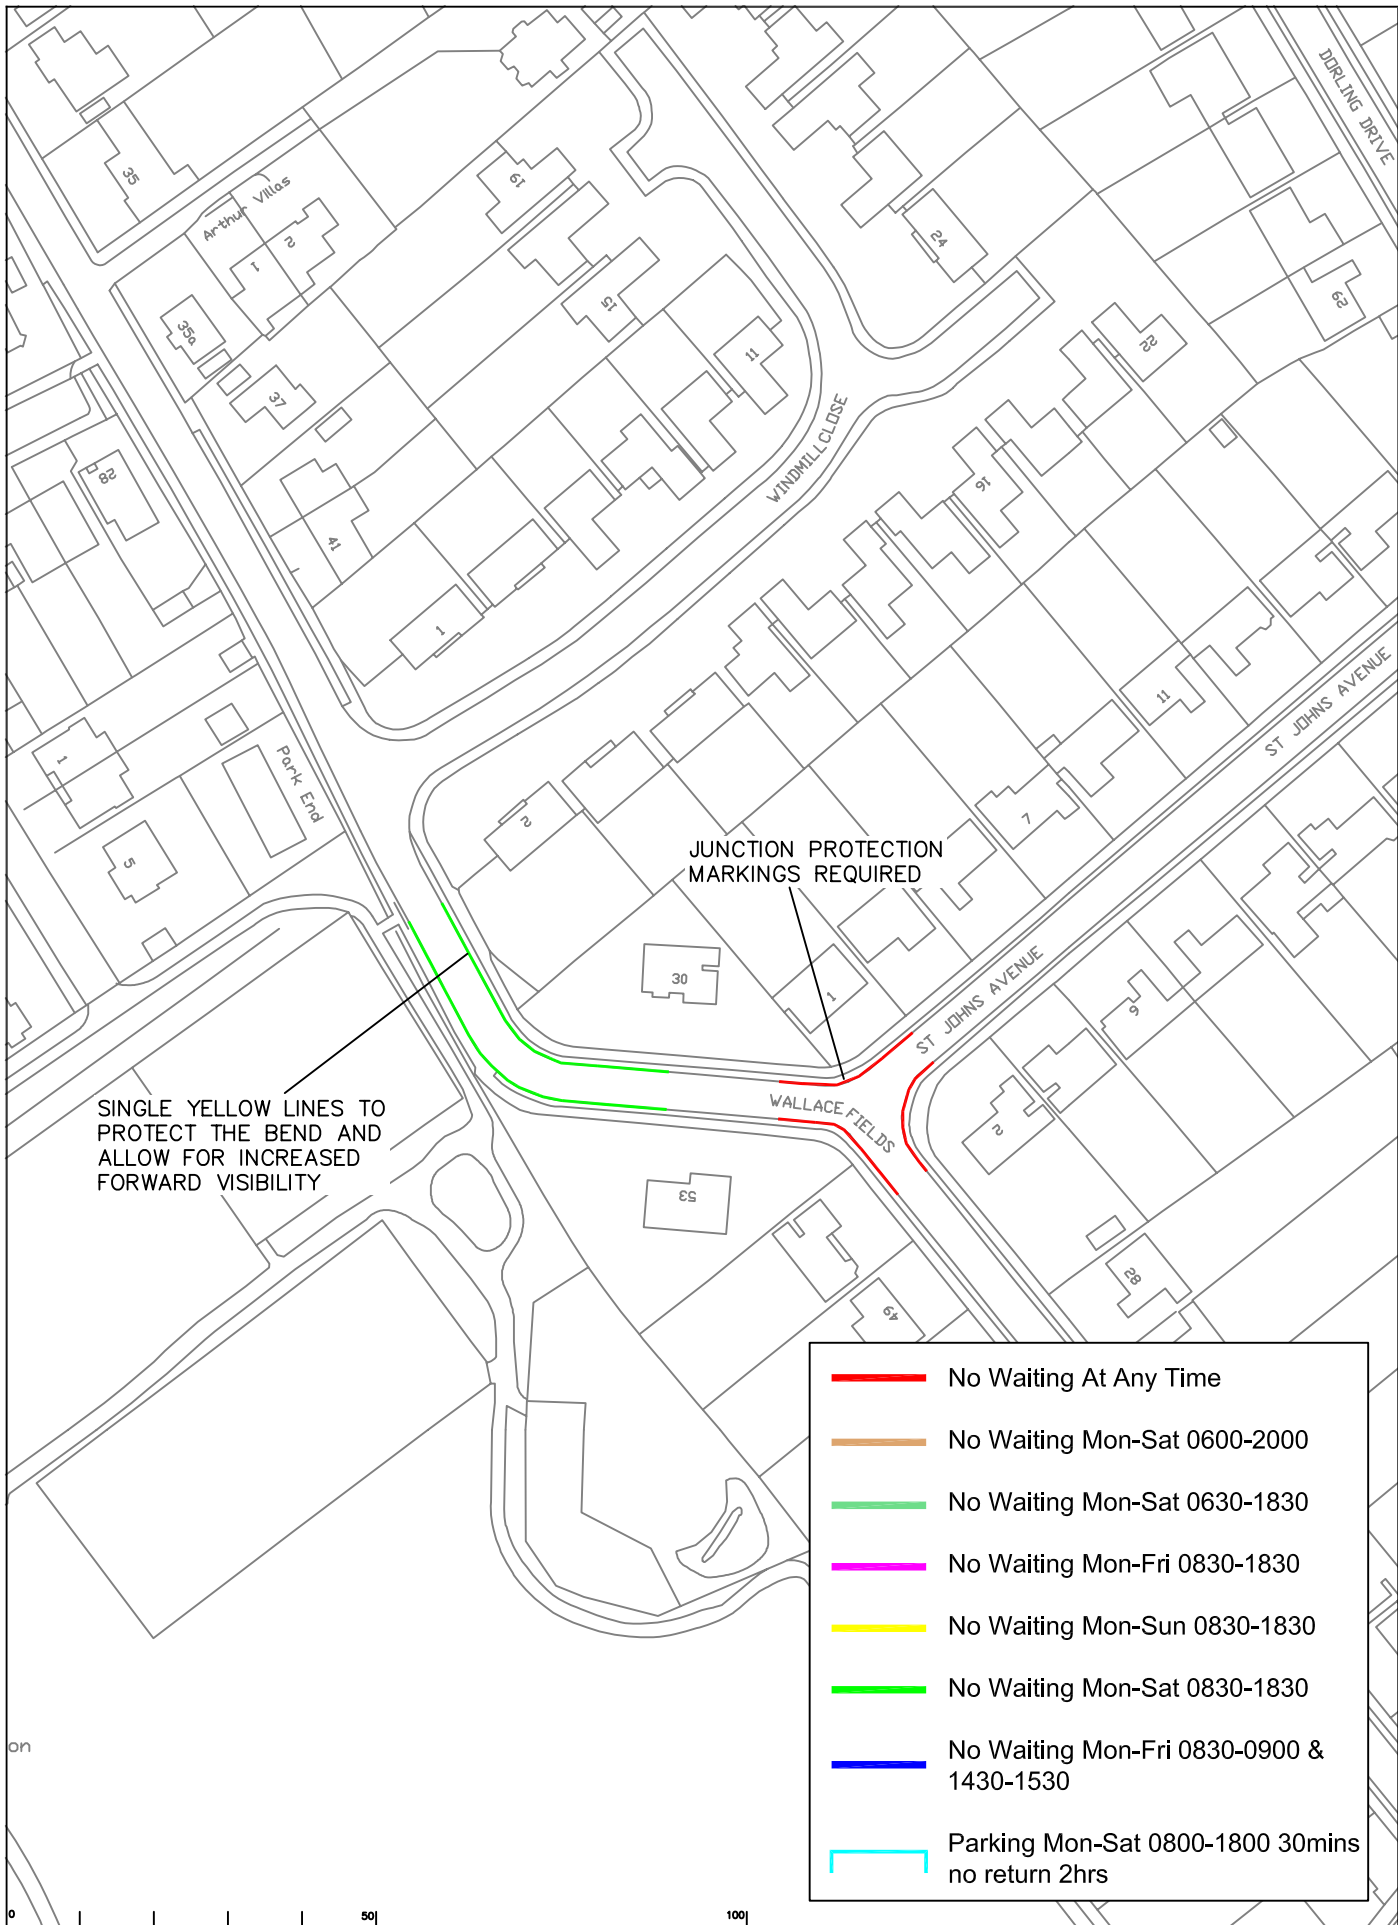 DORLING DRIVE
35
Arthur Villas
19
2
1
24
35a
15
29
11
22
37
WINDMILL CLOSE
28
16
41
1
11
ST JOHNS AVENUE
1
Park End
2
7
5
JUNCTION PROTECTION
MARKINGS REQUIRED
30
1
ST JOHNS AVENUE
9
SINGLE YELLOW LINES TO
PROTECT THE BEND AND
ALLOW FOR INCREASED
FORWARD VISIBILITY
WALLACE FIELDS
2
53
28
49
No Waiting At Any Time
No Waiting Mon-Sat 0600-2000
No Waiting Mon-Sat 0630-1830
No Waiting Mon-Fri 0830-1830
No Waiting Mon-Sun 0830-1830
No Waiting Mon-Sat 0830-1830
No Waiting Mon-Fri 0830-0900 &
1430-1530
Parking Mon-Sat 0800-1800 30mins
no return 2hrs
on
0
50
100